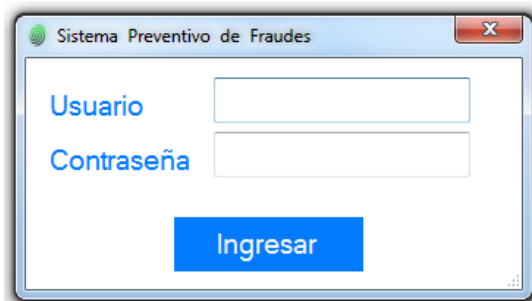 Sistema Preventivo de Fraudes
Usuario
Contraseña
Ingresar